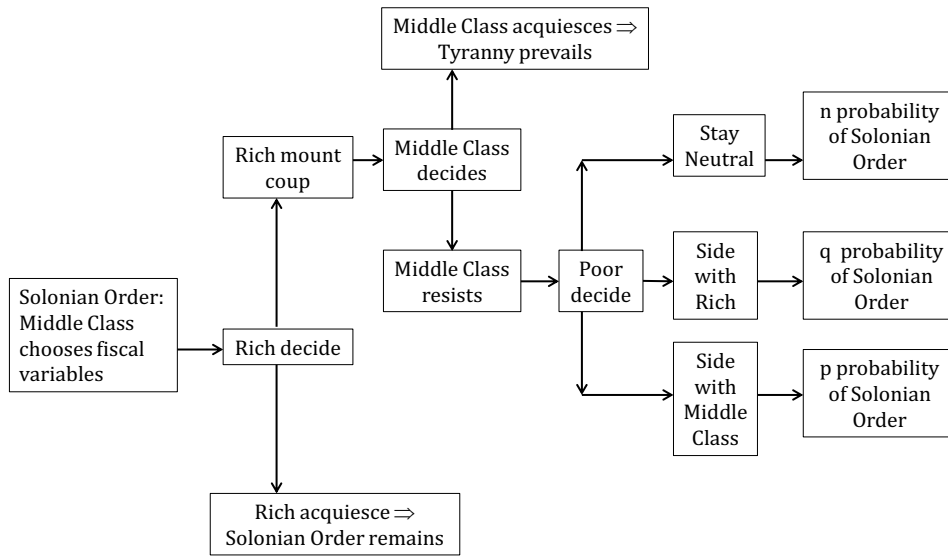 Middle Class acquiesces ⇒
Tyranny prevails
Rich mount
coup
Middle Class
decides
Stay
Neutral
n probability
of Solonian
Order
Solonian Order:
Middle Class
chooses fiscal
variables
Rich decide
Middle Class
resists
Poor
decide
Side
with
Rich
q probability
of Solonian
Order
Side
with
Middle
Class
p probability
of Solonian
Order
Rich acquiesce ⇒
Solonian Order remains